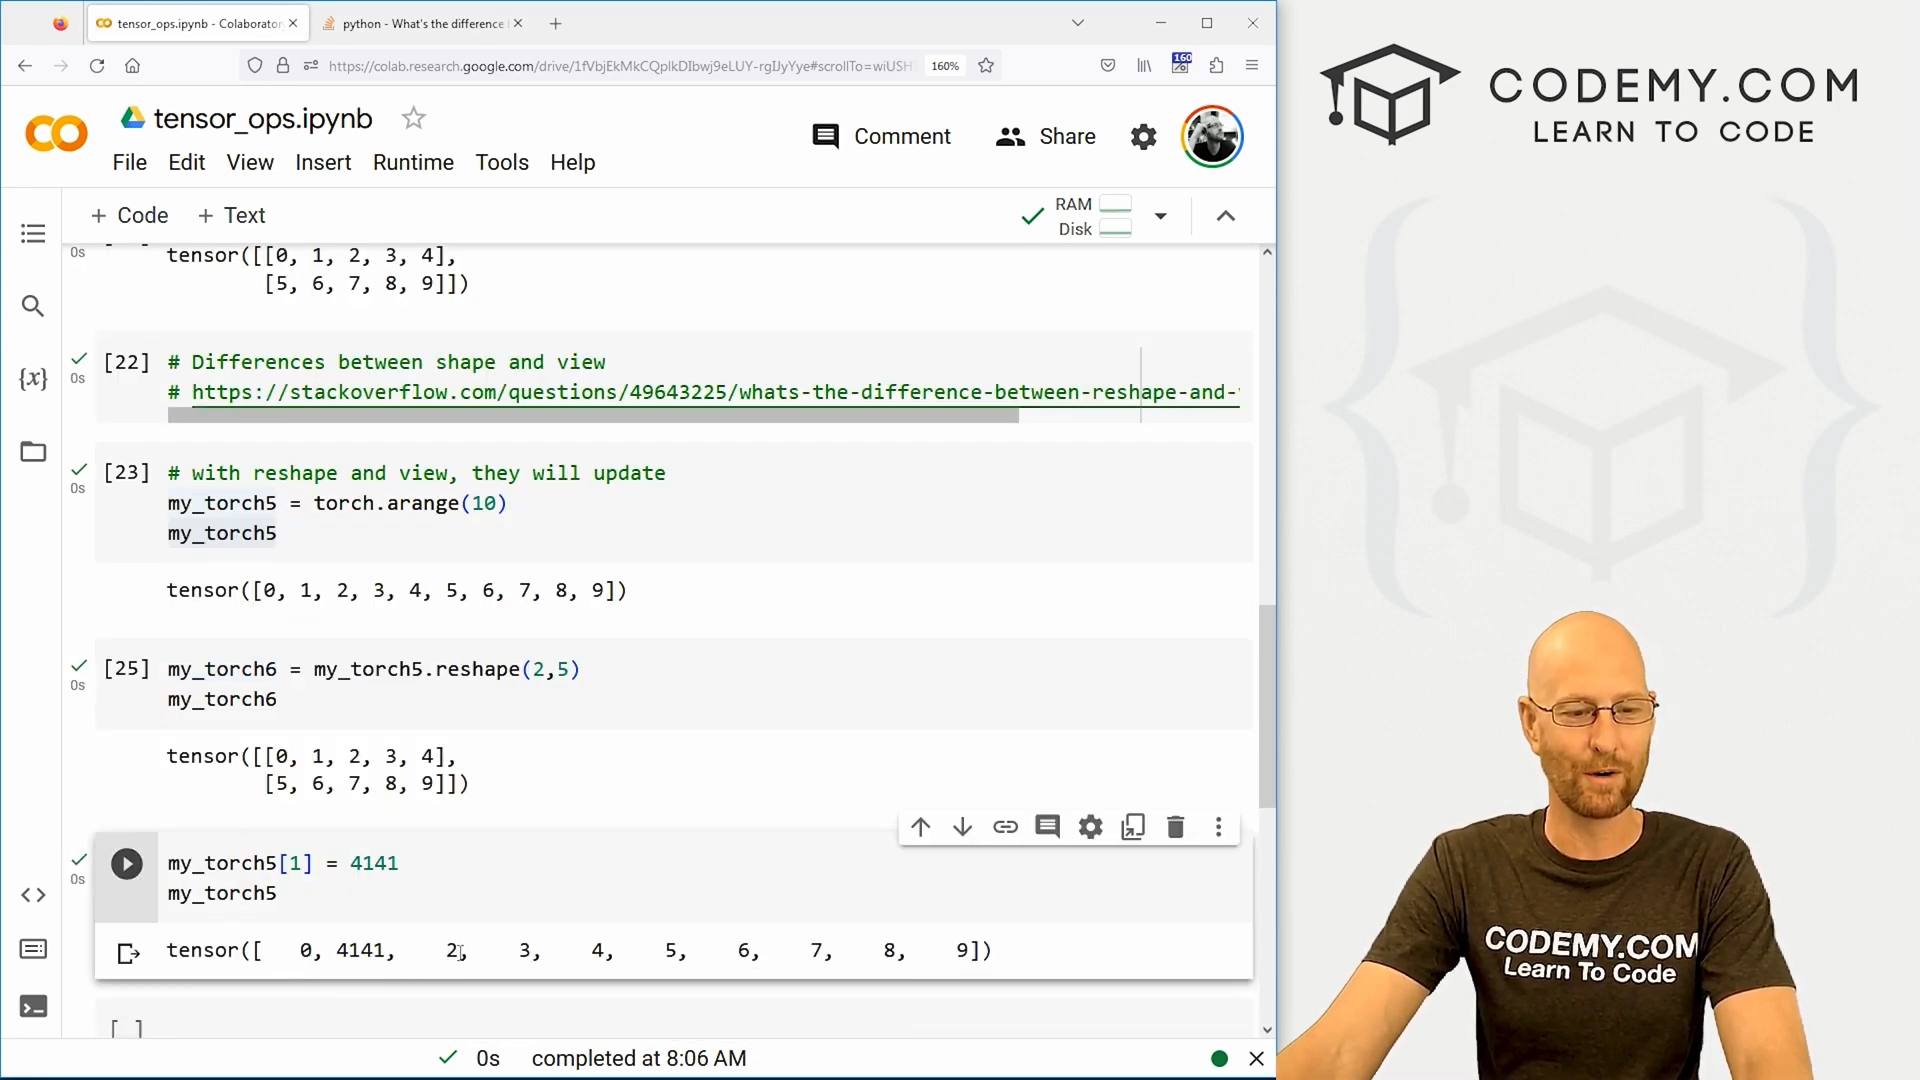 tensor_ops.ipynb - Colaborator
python - What's the difference
https://colab.research.google.com/drive/1fVbjEkMkCQplkDIbwj9eLUY-rgIJyYye#scrollTo=wiUSH
160%
160
CODEMY.COM
LEARN TO CODE
tensor_ops.ipynb
Comment
Share
File Edit View Insert Runtime Tools Help
+ Code + Text
RAM
Disk
0s
tensor([[0, 1, 2, 3, 4],
[5, 6, 7, 8, 9]])
[22] # Differences between shape and view
0s
# https://stackoverflow.com/questions/49643225/whats-the-difference-between-reshape-and-
[23] # with reshape and view, they will update
0s
my_torch5 = torch.arange(10)
my_torch5
tensor([0, 1, 2, 3, 4, 5, 6, 7, 8, 9])
[25] my_torch6 = my_torch5.reshape(2,5)
0s
my_torch6
tensor([[0, 1, 2, 3, 4],
[5, 6, 7, 8, 9]])
my_torch5[1] = 4141
0s
my_torch5
tensor([ 0, 4141, 2, 3, 4, 5, 6, 7, 8, 9])
[ ]
0s completed at 8:06 AM
CODEMY.COM
Learn To Code